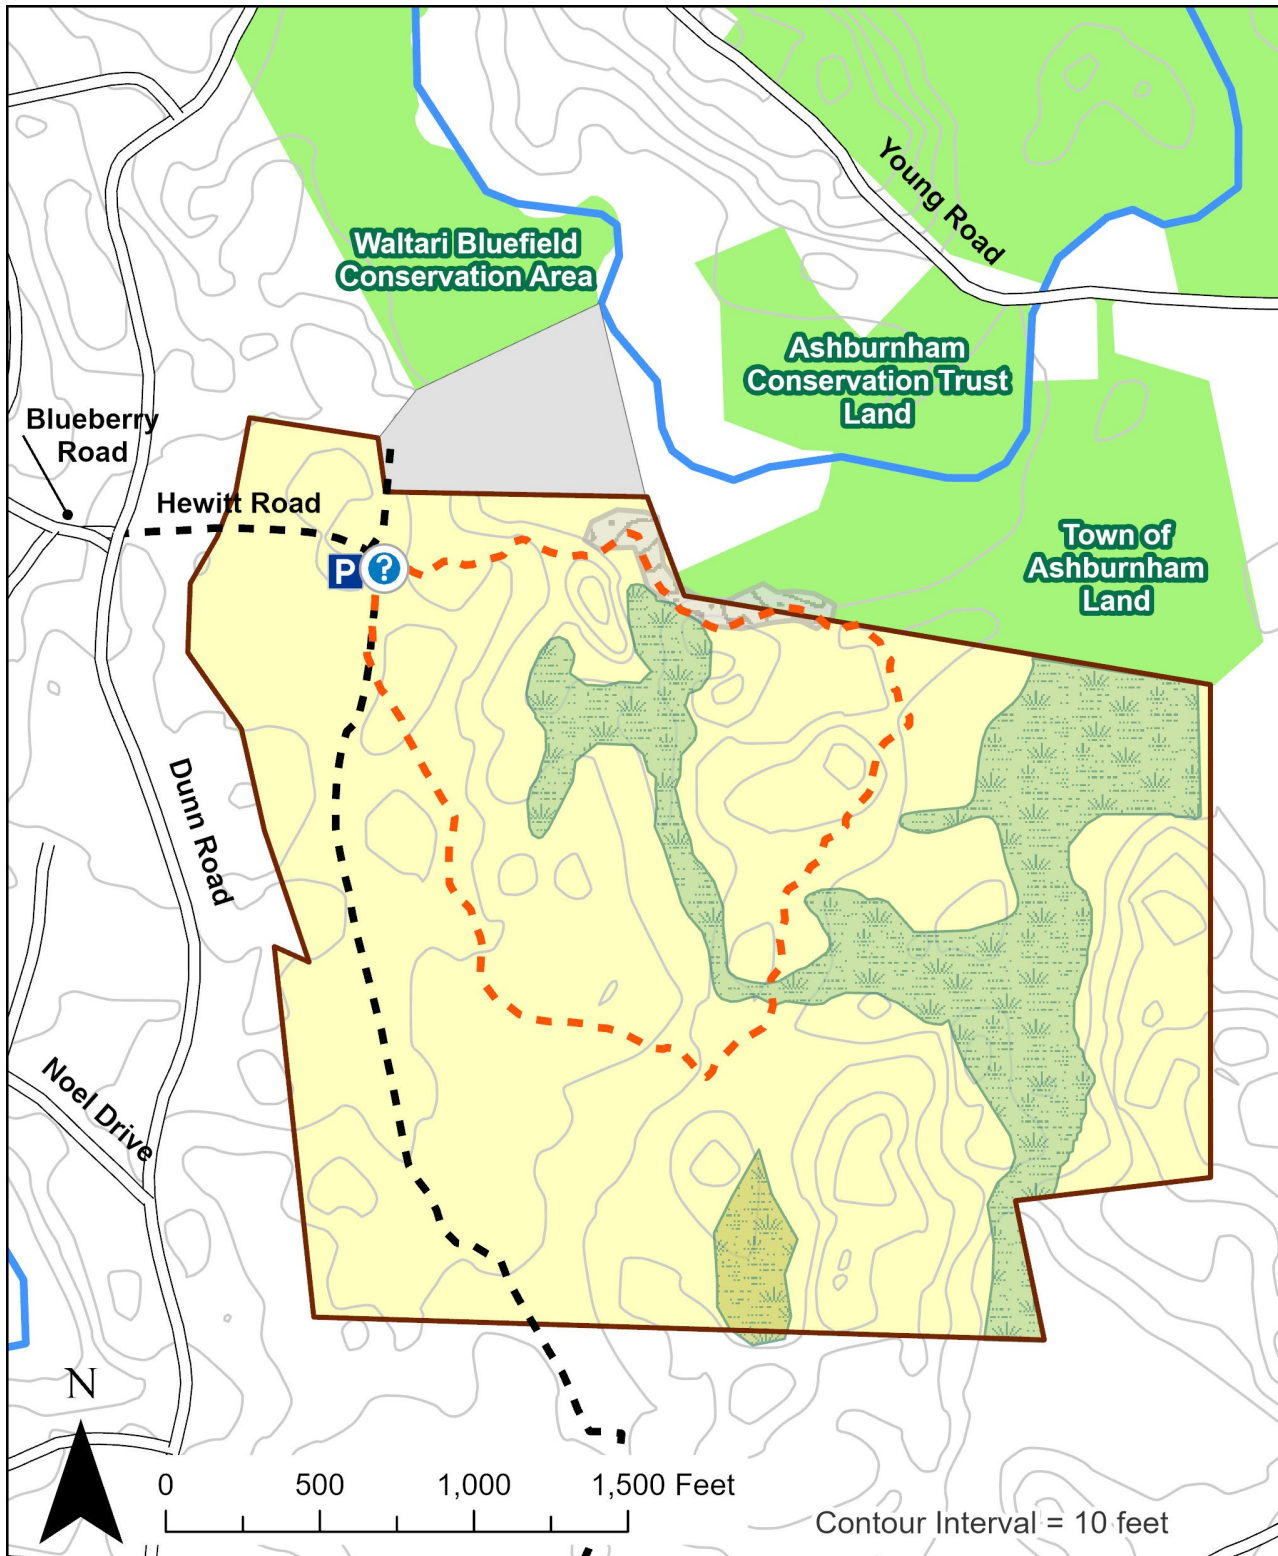 Young Road
Waltari Bluefield
Conservation Area
Ashburnham
Conservation Trust
Land
Blueberry
Road
Hewitt Road
Town of
Ashburnham
Land
P
?
Dunn Road
Noel Drive
N
0 500 1,000 1,500 Feet
Contour Interval = 10 feet